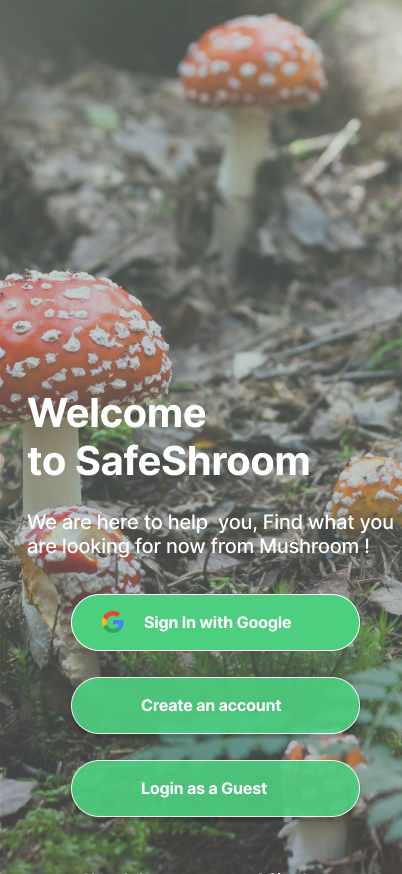 Welcome
to SafeShroom
We are here to help  you, Find what you
are looking for now from Mushroom !
Sign In with Google
Create an account
Login as a Guest